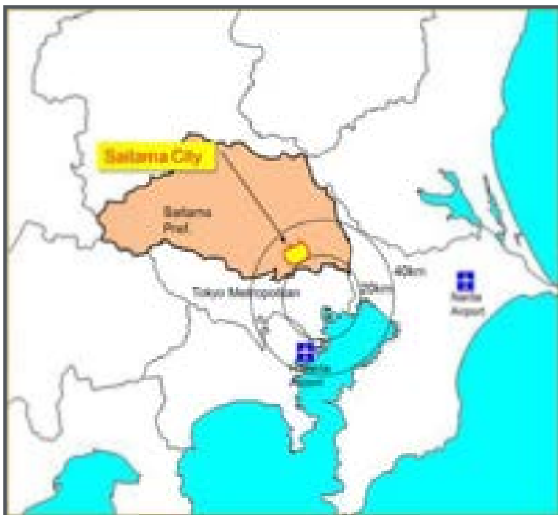 Saitama City
Saitama
Pref.
40km
20km
Tokyo Metropolitan
Narita
Airport